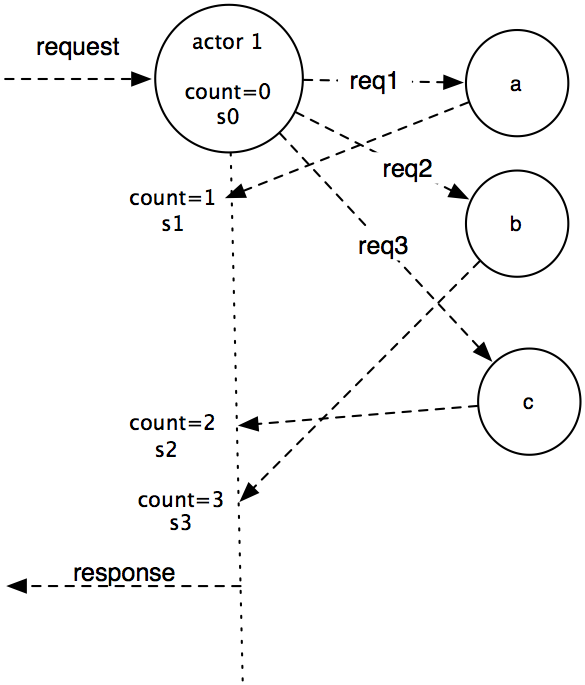 request
actor 1
count=0
s0
req1
a
req2
count=1
s1
b
req3
c
count=2
s2
count=3
s3
response